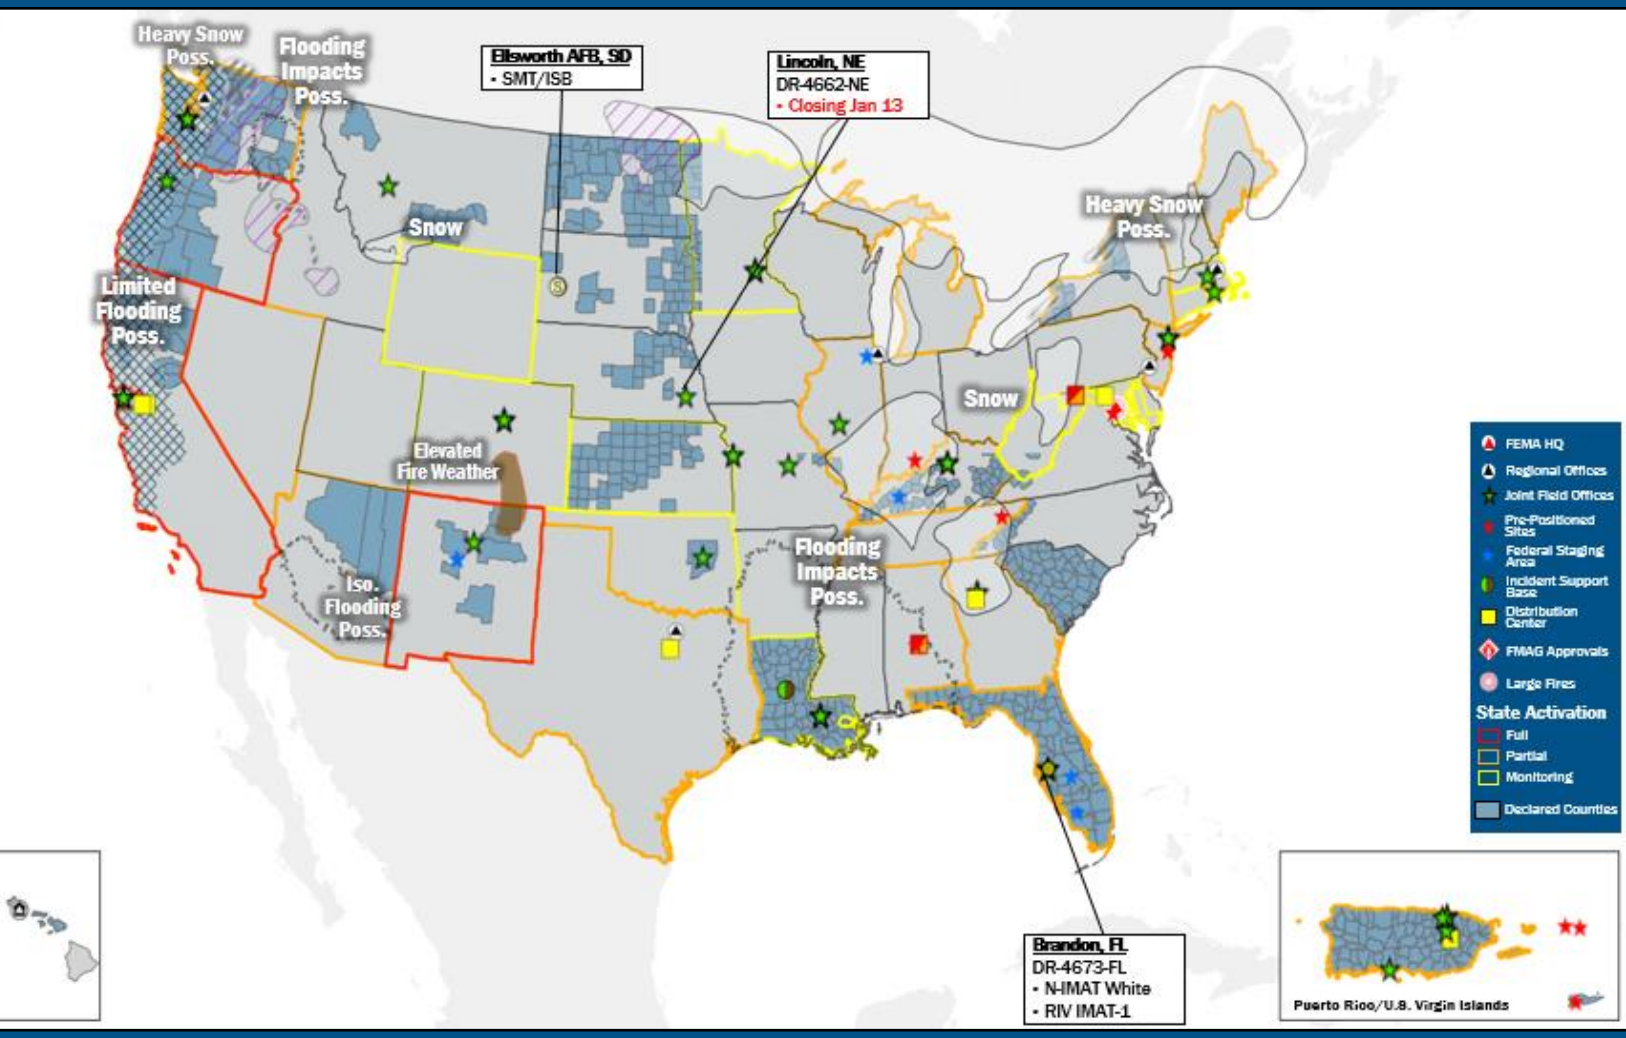 Heavy Snow
Poss.
Flooding
Impacts
Poss.
Ellsworth AFB, SD
• SMT/ISB
Lincoln, NE
DR-4662-NE
• Closing Jan 13
Heavy Snow
Poss.
Snow
Limited
Flooding
Poss.
S
Snow
Elevated
Fire Weather
Flooding
Impacts
Poss.
Iso.
Flooding
Poss.
FEMA HQ
Regional Offices
Joint Field Offices
Pre-Positioned
Sites
Federal Staging
Area
Incident Support
Base
Distribution
Center
FMAG Approvals
Large Fires
State Activation
Full
Partial
Monitoring
Declared Counties
Brandon, FL
DR-4673-FL
• N-IMAT White
• RIV IMAT-1
Puerto Rico/U.S. Virgin Islands